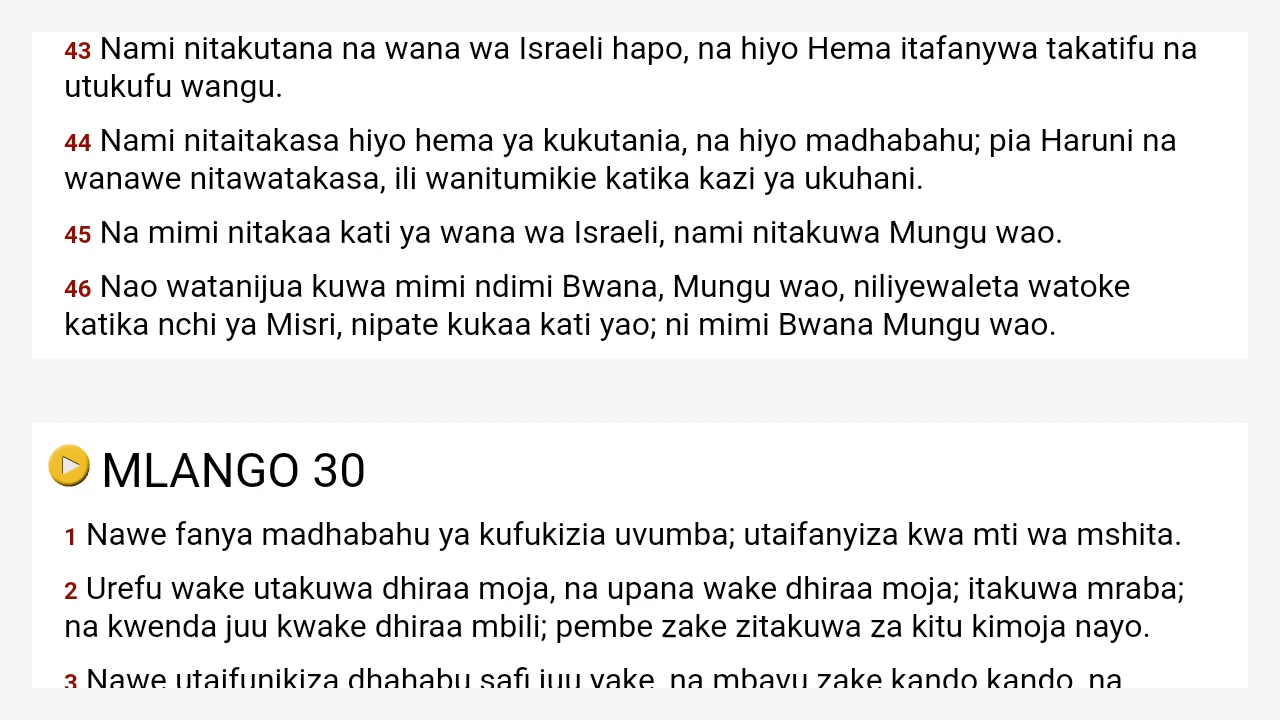 43 Nami nitakutana na wana wa Israeli hapo, na hiyo Hema itafanywa takatifu na
utukufu wangu.
44 Nami nitaitakasa hiyo hema ya kukutania, na hiyo madhabahu; pia Haruni na
wanawe nitawatakasa, ili wanitumikie katika kazi ya ukuhani.
45 Na mimi nitakaa kati ya wana wa Israeli, nami nitakuwa Mungu wao.
46 Nao watanijua kuwa mimi ndimi Bwana, Mungu wao, niliyewaleta watoke
katika nchi ya Misri, nipate kukaa kati yao; ni mimi Bwana Mungu wao.
MLANGO 30
1 Nawe fanya madhabahu ya kufukizia uvumba; utaifanyiza kwa mti wa mshita.
2 Urefu wake utakuwa dhiraa moja, na upana wake dhiraa moja; itakuwa mraba;
na kwenda juu kwake dhiraa mbili; pembe zake zitakuwa za kitu kimoja nayo.
3 Nawe utaifunikiza dhahabu safi juu yake, na mbavu zake kando kando, na